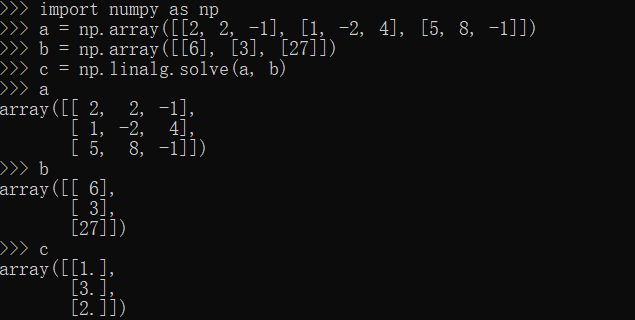 >>> import numpy as np
>>> a = np.array([[2, 2, -1], [1, -2, 4], [5, 8, -1]])
>>> b = np.array([[6], [3], [27]])
>>> c = np.linalg.solve(a, b)
>>> a
array([[ 2,  2, -1],
       [ 1, -2,  4],
       [ 5,  8, -1]])
>>> b
array([[ 6],
       [ 3],
       [27]])
>>> c
array([[1.],
       [3.],
       [2.]])